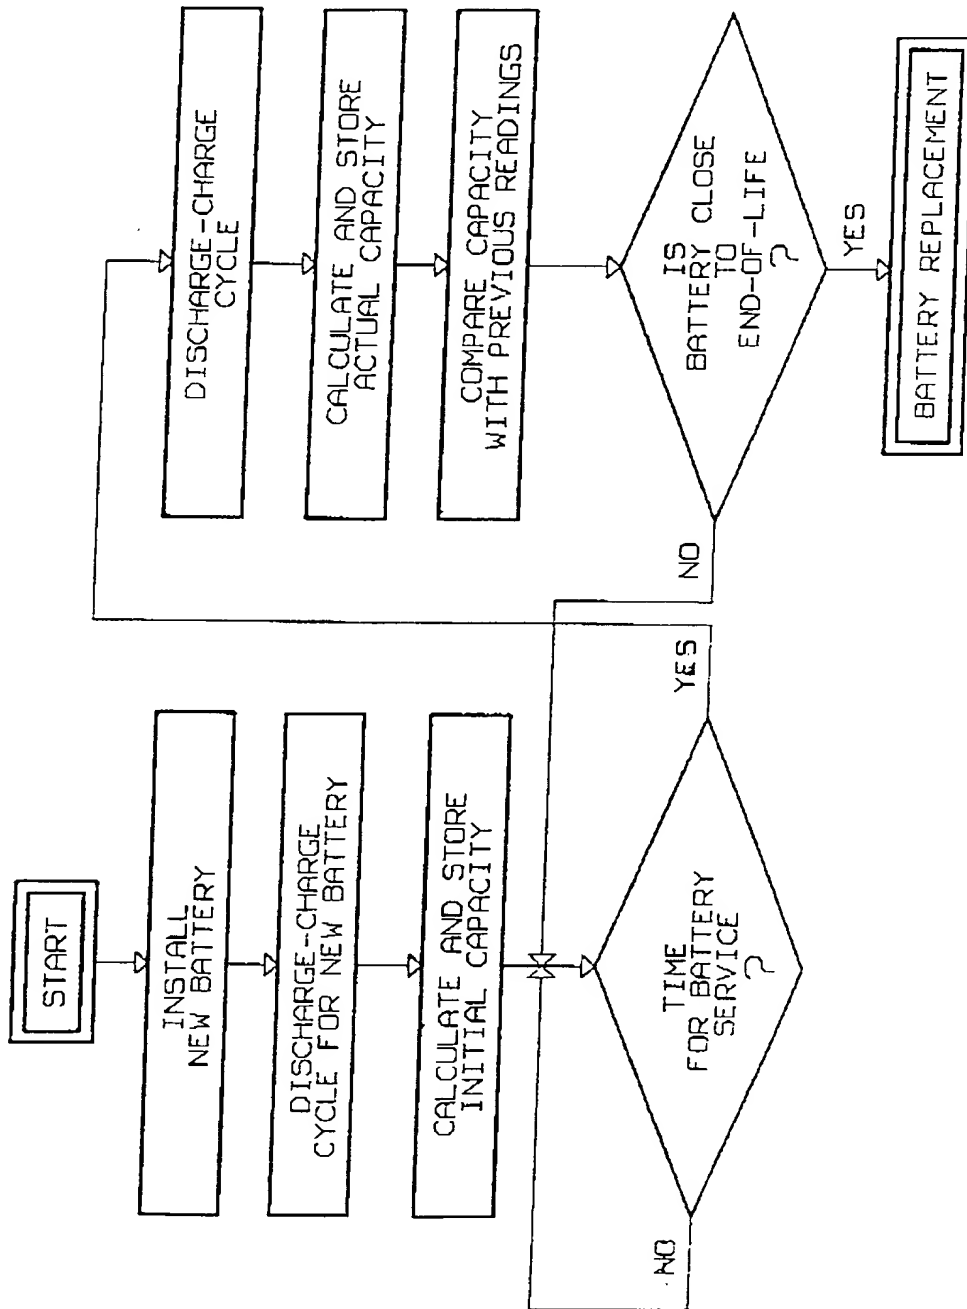 START
INSTALL
NEW BATTERY
DISCHARGE-CHARGE
CYCLE FOR NEW BATTERY
CALCULATE AND STORE
INITIAL CAPACITY
TIME
FOR BATTERY
SERVICE
?
NO
YES
DISCHARGE-CHARGE
CYCLE
CALCULATE AND STORE
ACTUAL CAPACITY
COMPARE CAPACITY
WITH PREVIOUS READINGS
IS
BATTERY CLOSE
TO
END-OF-LIFE
?
NO
YES
BATTERY REPLACEMENT